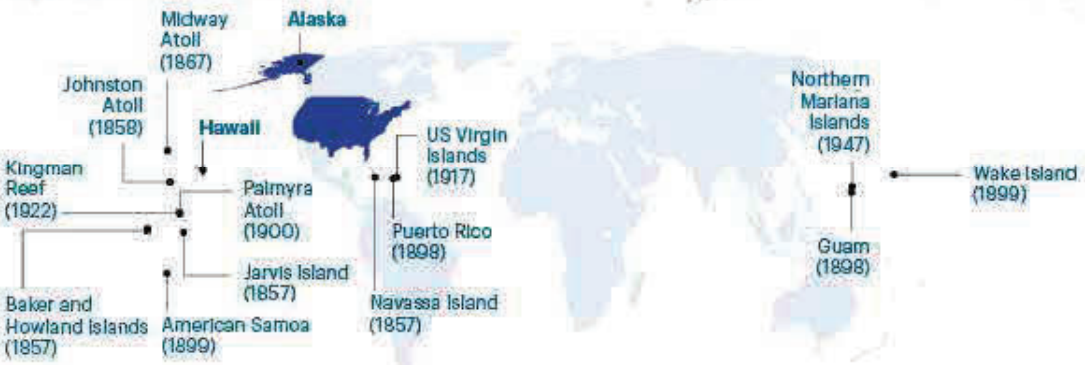 Midway
Atoll
(1867)
Alaska
Johnston
Atoll
(1858)
Hawaii
Kingman
Reef
(1922)
Palmyra
Atoll
(1900)
Baker and
Howland Islands
(1857)
American Samoa
(1899)
Jarvis Island
(1857)
US Virgin
Islands
(1917)
Puerto Rico
(1898)
Navassa Island
(1857)
Northern
Mariana
Islands
(1947)
Guam
(1898)
Wake Island
(1899)